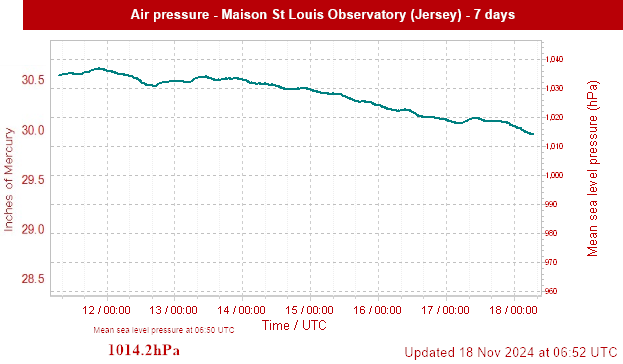 Air pressure - Maison St Louis Observatory (Jersey) - 7 days
Inches of Mercury
30.5
30.0
29.5
29.0
28.5
1,040
1,030
1,020
1,010
1,000
990
980
970
960
Mean sea level pressure (hPa)
12 / 00:00 13 / 00:00 14 / 00:00 15 / 00:00 16 / 00:00 17 / 00:00 18 / 00:00
Time / UTC
Mean sea level pressure at 06:50 UTC
1014.2hPa
Updated 18 Nov 2024 at 06:52 UTC